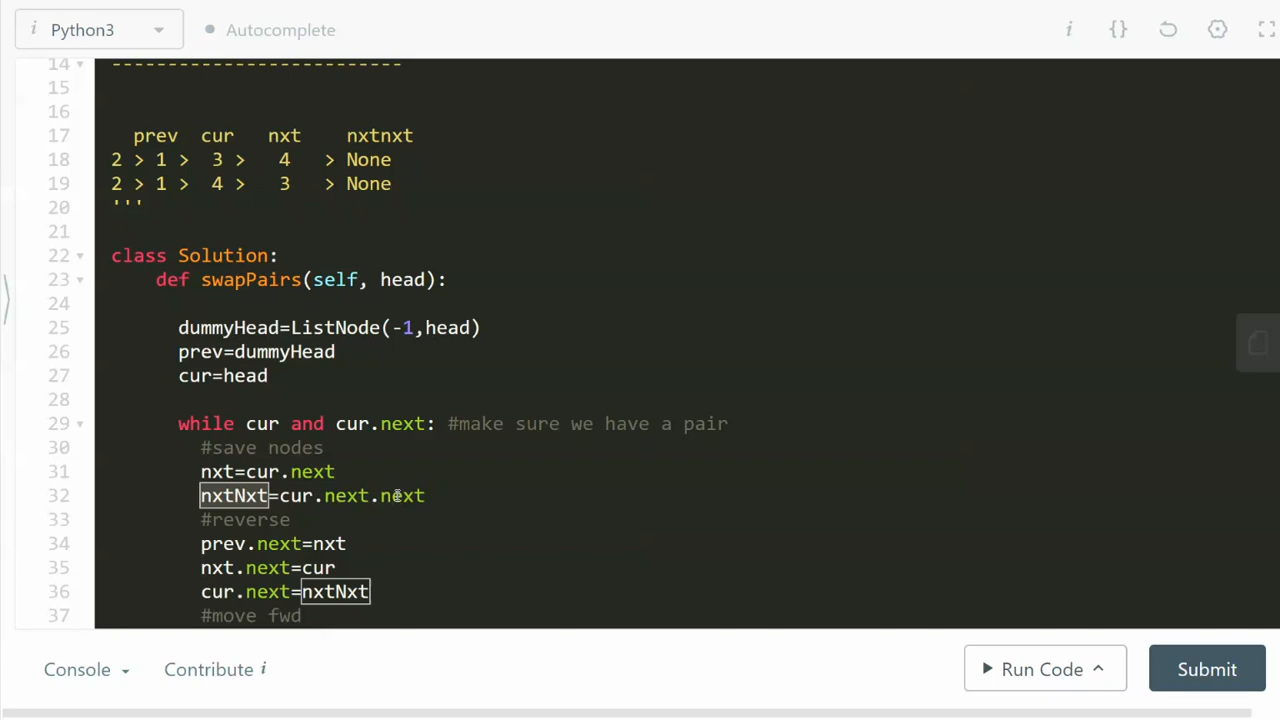 i Python3 Autocomplete i {}
14 --------------------------
15
16
17 prev cur nxt nxtnxt
18 2 > 1 > 3 > 4 > None
19 2 > 1 > 4 > 3 > None
20 '''
21
22 class Solution:
23 def swapPairs(self, head):
24
25 dummyHead=ListNode(-1,head)
26 prev=dummyHead
27 cur=head
28
29 while cur and cur.next: #make sure we have a pair
30 #save nodes
31 nxt=cur.next
32 nxtNxt=cur.next.next
33 #reverse
34 prev.next=nxt
35 nxt.next=cur
36 cur.next=nxtNxt
37 #move fwd
Console Contribute i Run Code Submit